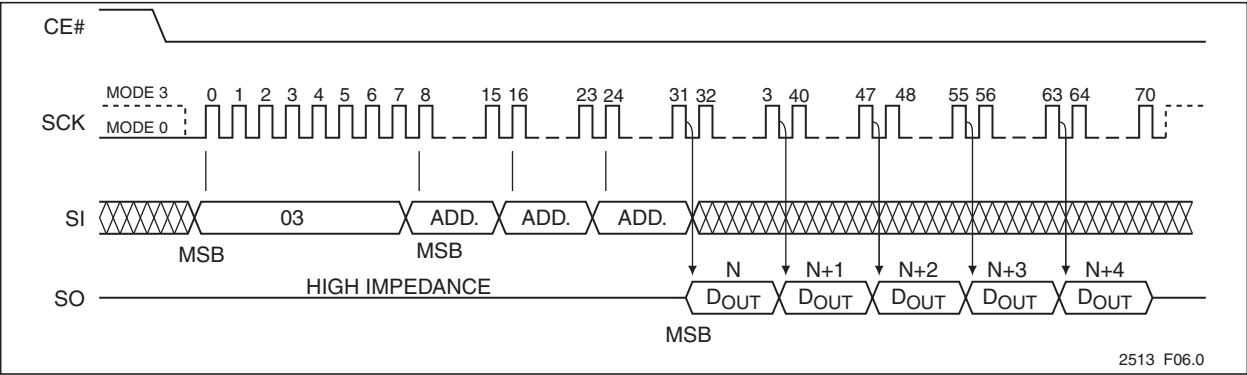 CE#
MODE 3
0 1 2 3 4 5 6 7 8 15 16 23 24 31 32 3 40 47 48 55 56 63 64 70
SCK
MODE 0
SI
03 ADD. ADD. ADD.
MSB MSB
N N+1 N+2 N+3 N+4
HIGH IMPEDANCE
SO
DOUT DOUT DOUT DOUT DOUT
MSB
2513 F06.0